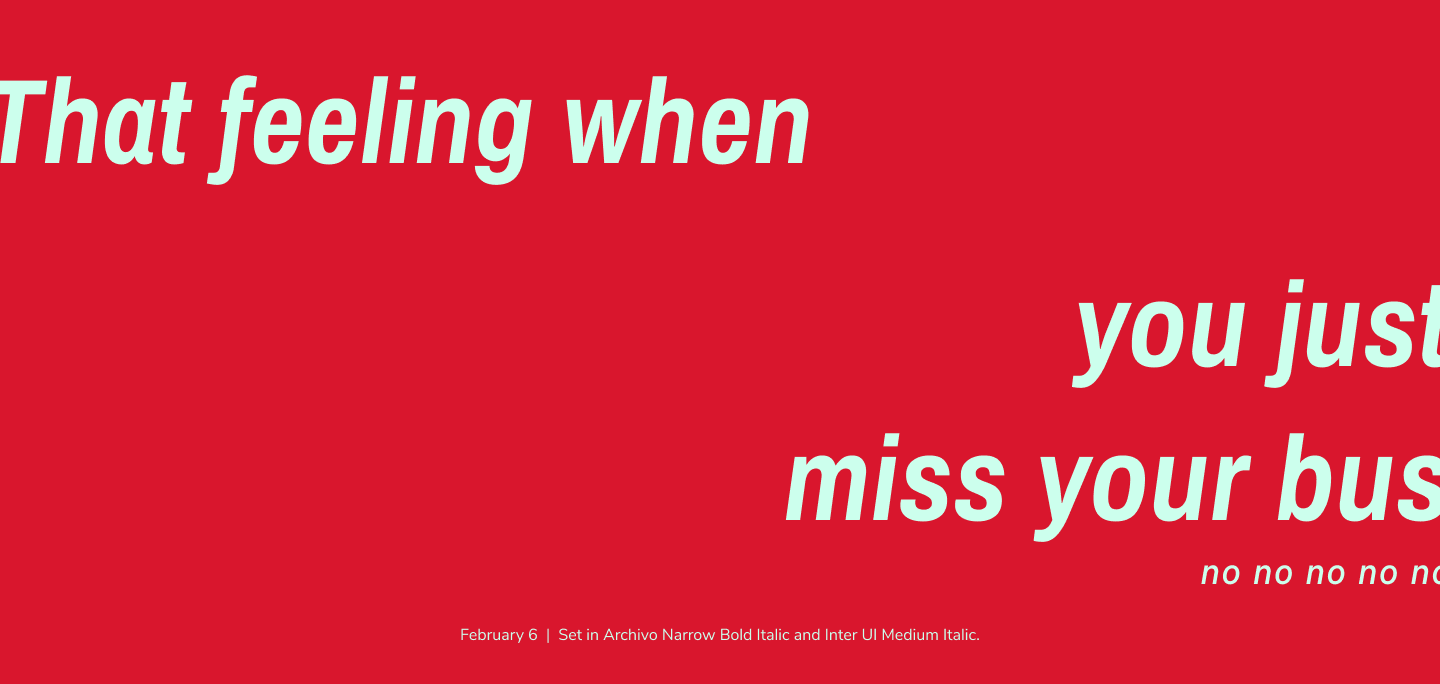 That feeling when
you just
miss your bus
no no no no no
February 6 | Set in Archivo Narrow Bold Italic and Inter UI Medium Italic.